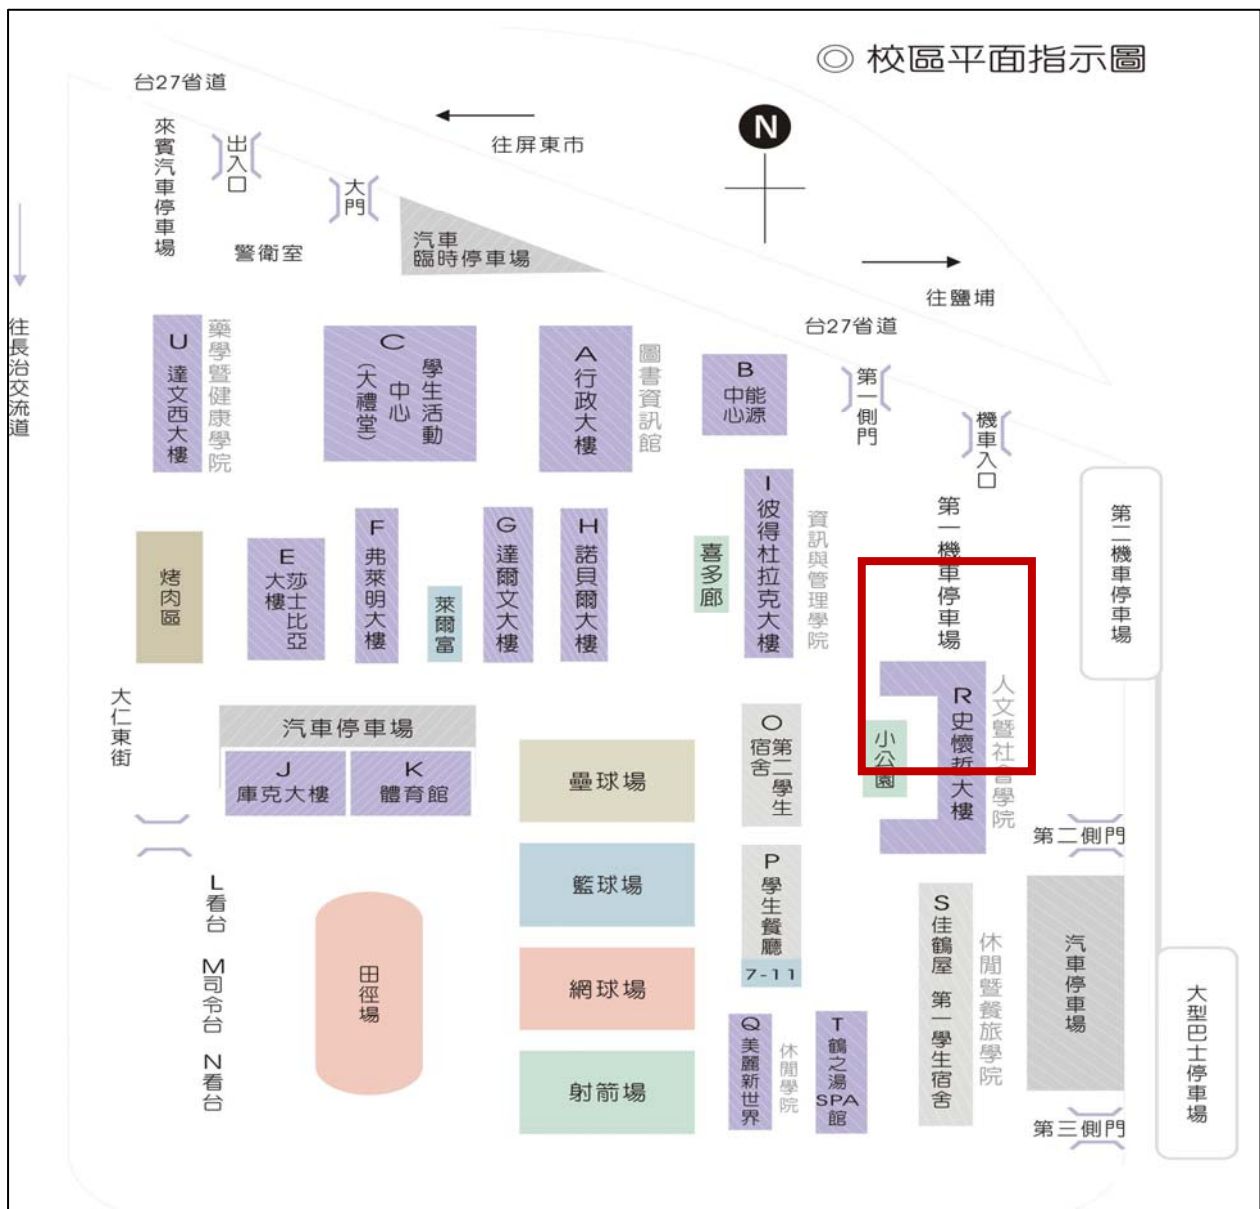 ◎ 校區平面指示圖
台27省道
來賓汽車停車場
出入口
大門
往屏東市
N
警衛室
汽車
臨時停車場
往鹽埔
台27省道
往長治交流道
U 達文西大樓
藥學暨健康學院
C
學生活動
中心
(大禮堂)
A 行政大樓
圖書資訊館
B
能源
中心
第一側門
機車入口
烤肉區
E
莎士比亞
大樓
F 弗萊明大樓
萊爾富
G 達爾文大樓
H 諾貝爾大樓
喜多廊
I 彼得杜拉克大樓
資訊與管理學院
第一機車停車場
第二機車停車場
大仁東街
汽車停車場
J
庫克大樓
K
體育館
壘球場
O
第二學生
宿舍
小公園
R 史懷哲大樓
人文暨社會學院
第二側門
L看台
M司令台
N看台
田徑場
籃球場
網球場
射箭場
P 學生餐廳
7-11
S 佳鶴屋 第一學生宿舍
休閒暨餐旅學院
汽車停車場
大型巴士停車場
Q 美麗新世界
休閒學院
T 鶴之湯SPA館
第三側門